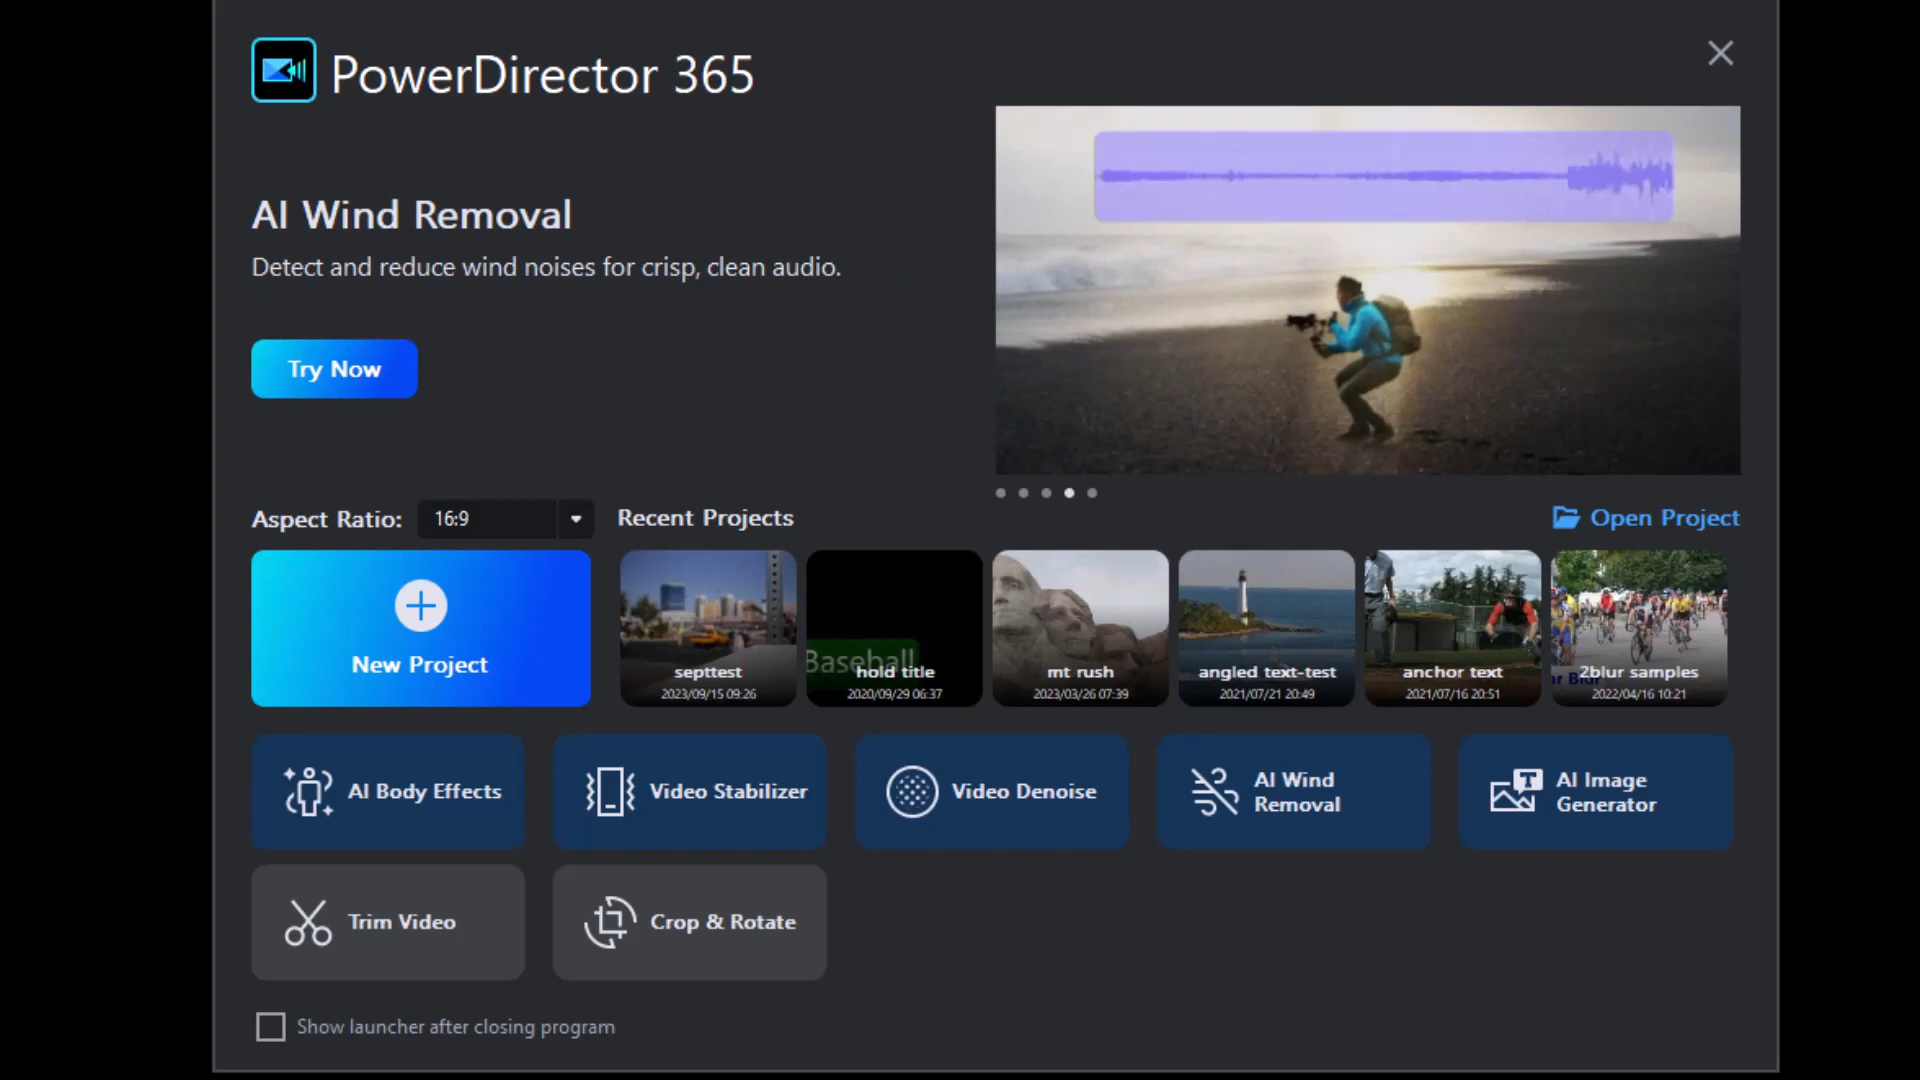 PowerDirector 365
AI Wind Removal
Detect and reduce wind noises for crisp, clean audio.
Try Now
Aspect Ratio: 16:9
Recent Projects
Open Project
New Project
septtest
2023/09/15 09:26
Baseball
hold title
2020/09/29 06:37
mt rush
2023/03/26 07:39
angled text-test
2021/07/21 20:49
anchor text
2021/07/16 20:51
2blur samples
2022/04/16 10:21
AI Body Effects
Video Stabilizer
Video Denoise
AI Wind
Removal
T
AI Image
Generator
Trim Video
Crop & Rotate
Show launcher after closing program